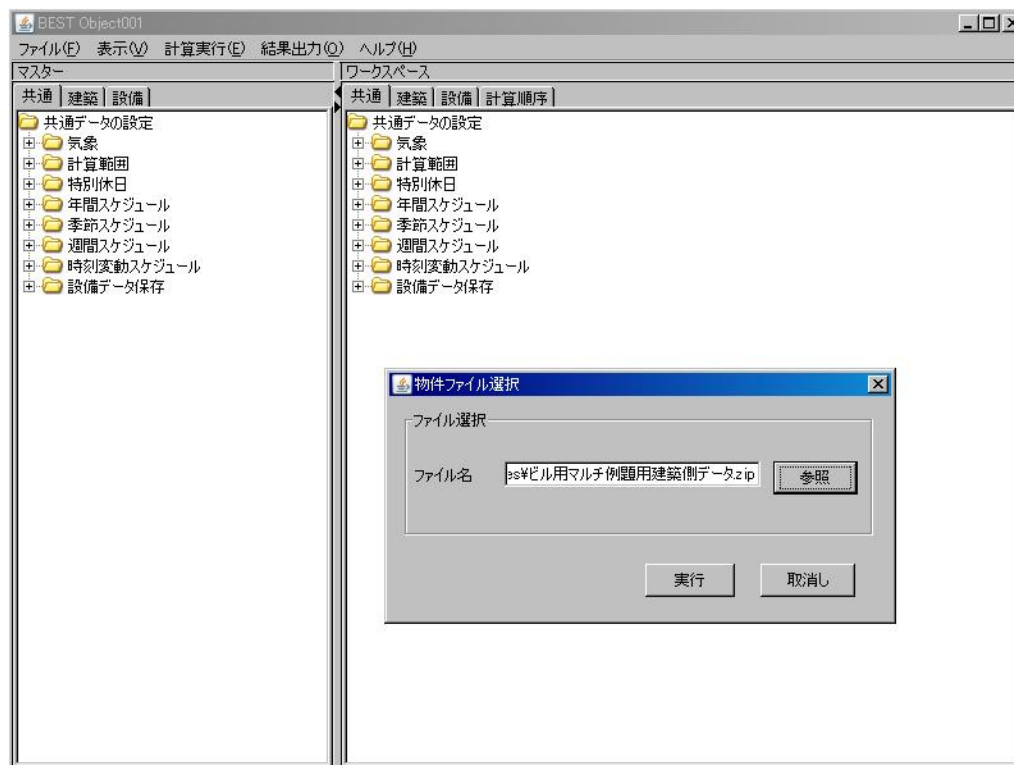 BEST Object001
ファイル(F) 表示(V) 計算実行(E) 結果出力(O) ヘルプ(H)
マスター
共通 建築 設備
共通データの設定
気象
計算範囲
特別休日
年間スケジュール
季節スケジュール
週間スケジュール
時刻変動スケジュール
設備データ保存
ワークスペース
共通 建築 設備 計算順序
共通データの設定
気象
計算範囲
特別休日
年間スケジュール
季節スケジュール
週間スケジュール
時刻変動スケジュール
設備データ保存
物件ファイル選択
ファイル選択
ファイル名 es¥ビル用マルチ例題用建築側データ.zip 参照
実行 取消し